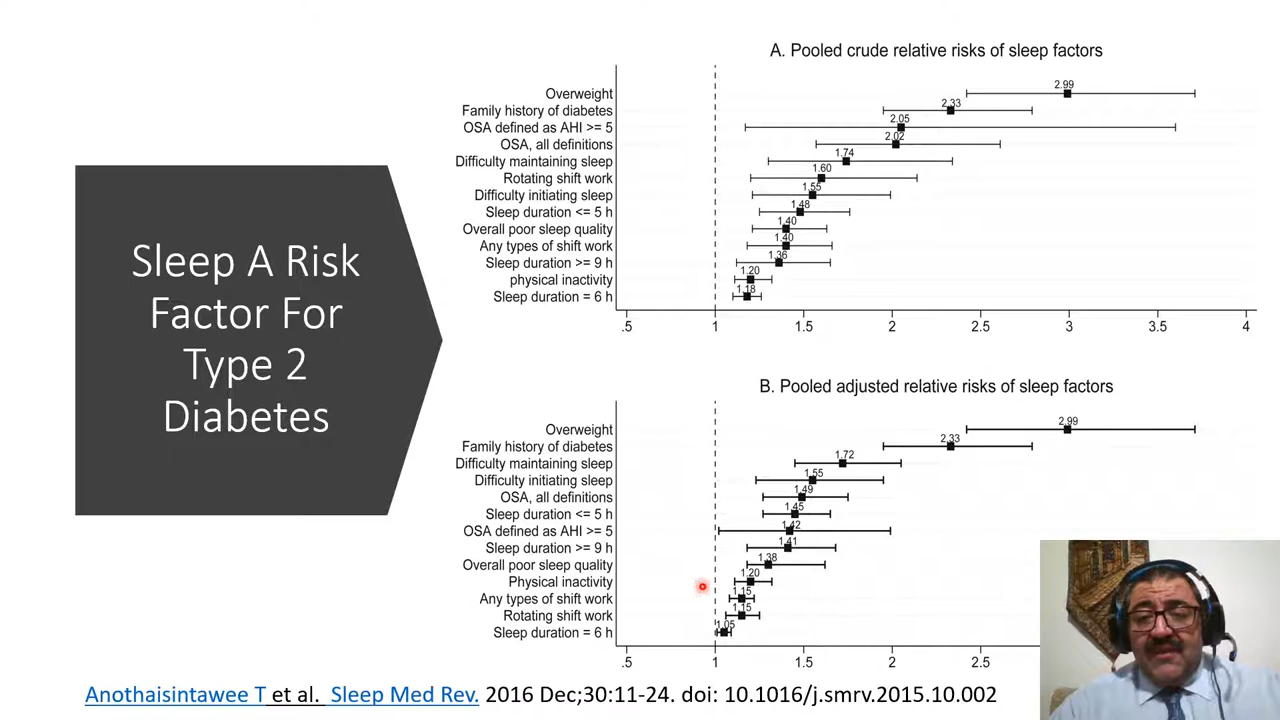 Sleep A Risk
Factor For
Type 2
Diabetes
A. Pooled crude relative risks of sleep factors
Overweight 2.99
Family history of diabetes 2.33
OSA defined as AHI >= 5 2.05
OSA, all definitions 2.02
Difficulty maintaining sleep 1.74
Rotating shift work 1.60
Difficulty initiating sleep 1.55
Sleep duration <= 5 h 1.48
Overall poor sleep quality 1.40
Any types of shift work 1.40
Sleep duration >= 9 h 1.36
physical inactivity 1.20
Sleep duration = 6 h 1.18
.5 1 1.5 2 2.5 3 3.5 4
B. Pooled adjusted relative risks of sleep factors
Overweight 2.99
Family history of diabetes 2.33
Difficulty maintaining sleep 1.72
Difficulty initiating sleep 1.55
OSA, all definitions 1.49
Sleep duration <= 5 h 1.45
OSA defined as AHI >= 5 1.42
Sleep duration >= 9 h 1.41
Overall poor sleep quality 1.38
Physical inactivity 1.20
Any types of shift work 1.15
Rotating shift work 1.15
Sleep duration = 6 h 1.05
.5 1 1.5 2 2.5
Anothaisintawee T et al. Sleep Med Rev. 2016 Dec;30:11-24. doi: 10.1016/j.smrv.2015.10.002